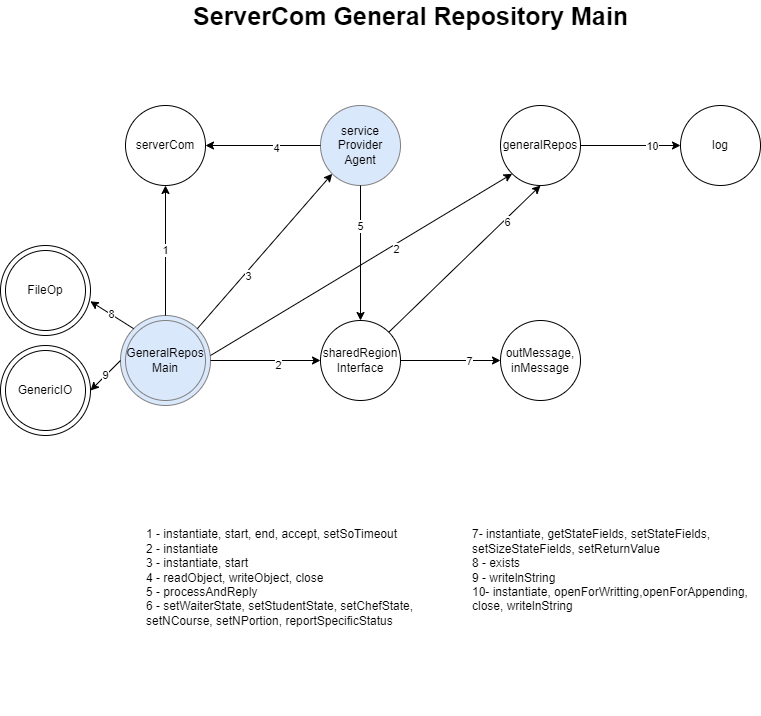 ServerCom General Repository Main
serverCom
4
service
Provider
Agent
generalRepos
10
log
5
6
1
2
3
FileOp
8
GeneralRepos
Main
2
sharedRegion
Interface
7
outMessage,
inMessage
9
GenericIO
1 - instantiate, start, end, accept, setSoTimeout
2 - instantiate
3 - instantiate, start
4 - readObject, writeObject, close
5 - processAndReply
6 - setWaiterState, setStudentState, setChefState,
setNCourse, setNPortion, reportSpecificStatus
7- instantiate, getStateFields, setStateFields,
setSizeStateFields, setReturnValue
8 - exists
9 - writelnString
10- instantiate, openForWritting,openForAppending,
close, writelnString